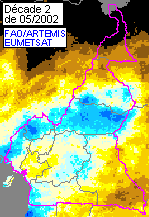 Décade 2
de 05/2002
FAO/ARTEMIS
EUMETSAT